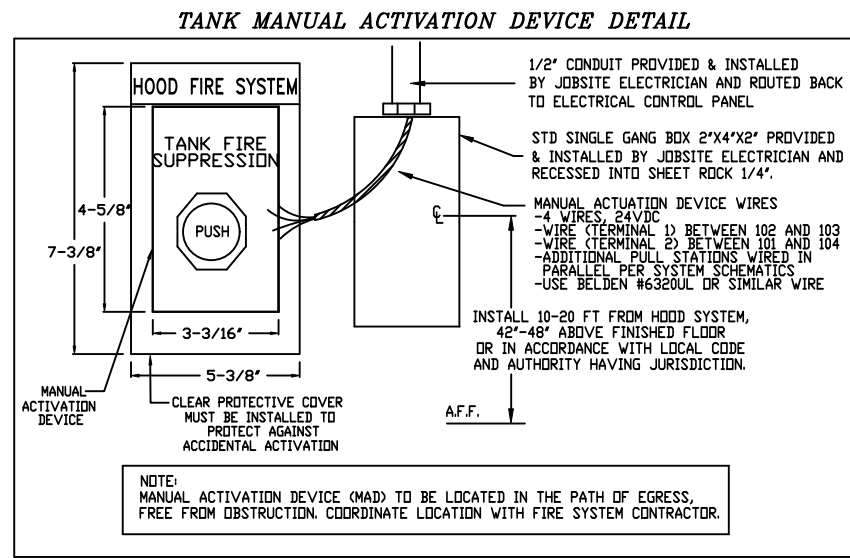 TANK MANUAL ACTIVATION DEVICE DETAIL
HOOD FIRE SYSTEM
TANK FIRE
SUPPRESSION
PUSH
4-5/8"
7-3/8"
3-3/16"
5-3/8"
MANUAL
ACTIVATION
DEVICE
CLEAR PROTECTIVE COVER
MUST BE INSTALLED TO
PROTECT AGAINST
ACCIDENTAL ACTIVATION
1/2" CONDUIT PROVIDED & INSTALLED
BY JOBSITE ELECTRICIAN AND ROUTED BACK
TO ELECTRICAL CONTROL PANEL
STD SINGLE GANG BOX 2"X4"X2" PROVIDED
& INSTALLED BY JOBSITE ELECTRICIAN AND
RECESSED INTO SHEET ROCK 1/4".
MANUAL ACTUATION DEVICE WIRES
-4 WIRES, 24VDC
-WIRE (TERMINAL 1) BETWEEN 102 AND 103
-WIRE (TERMINAL 2) BETWEEN 101 AND 104
-ADDITIONAL PULL STATIONS WIRED IN
PARALLEL PER SYSTEM SCHEMATICS
-USE BELDEN #6320UL OR SIMILAR WIRE
℄
INSTALL 10-20 FT FROM HOOD SYSTEM,
42"-48" ABOVE FINISHED FLOOR
OR IN ACCORDANCE WITH LOCAL CODE
AND AUTHORITY HAVING JURISDICTION.
A.F.F.
NOTE:
MANUAL ACTIVATION DEVICE (MAD) TO BE LOCATED IN THE PATH OF EGRESS,
FREE FROM OBSTRUCTION. COORDINATE LOCATION WITH FIRE SYSTEM CONTRACTOR.